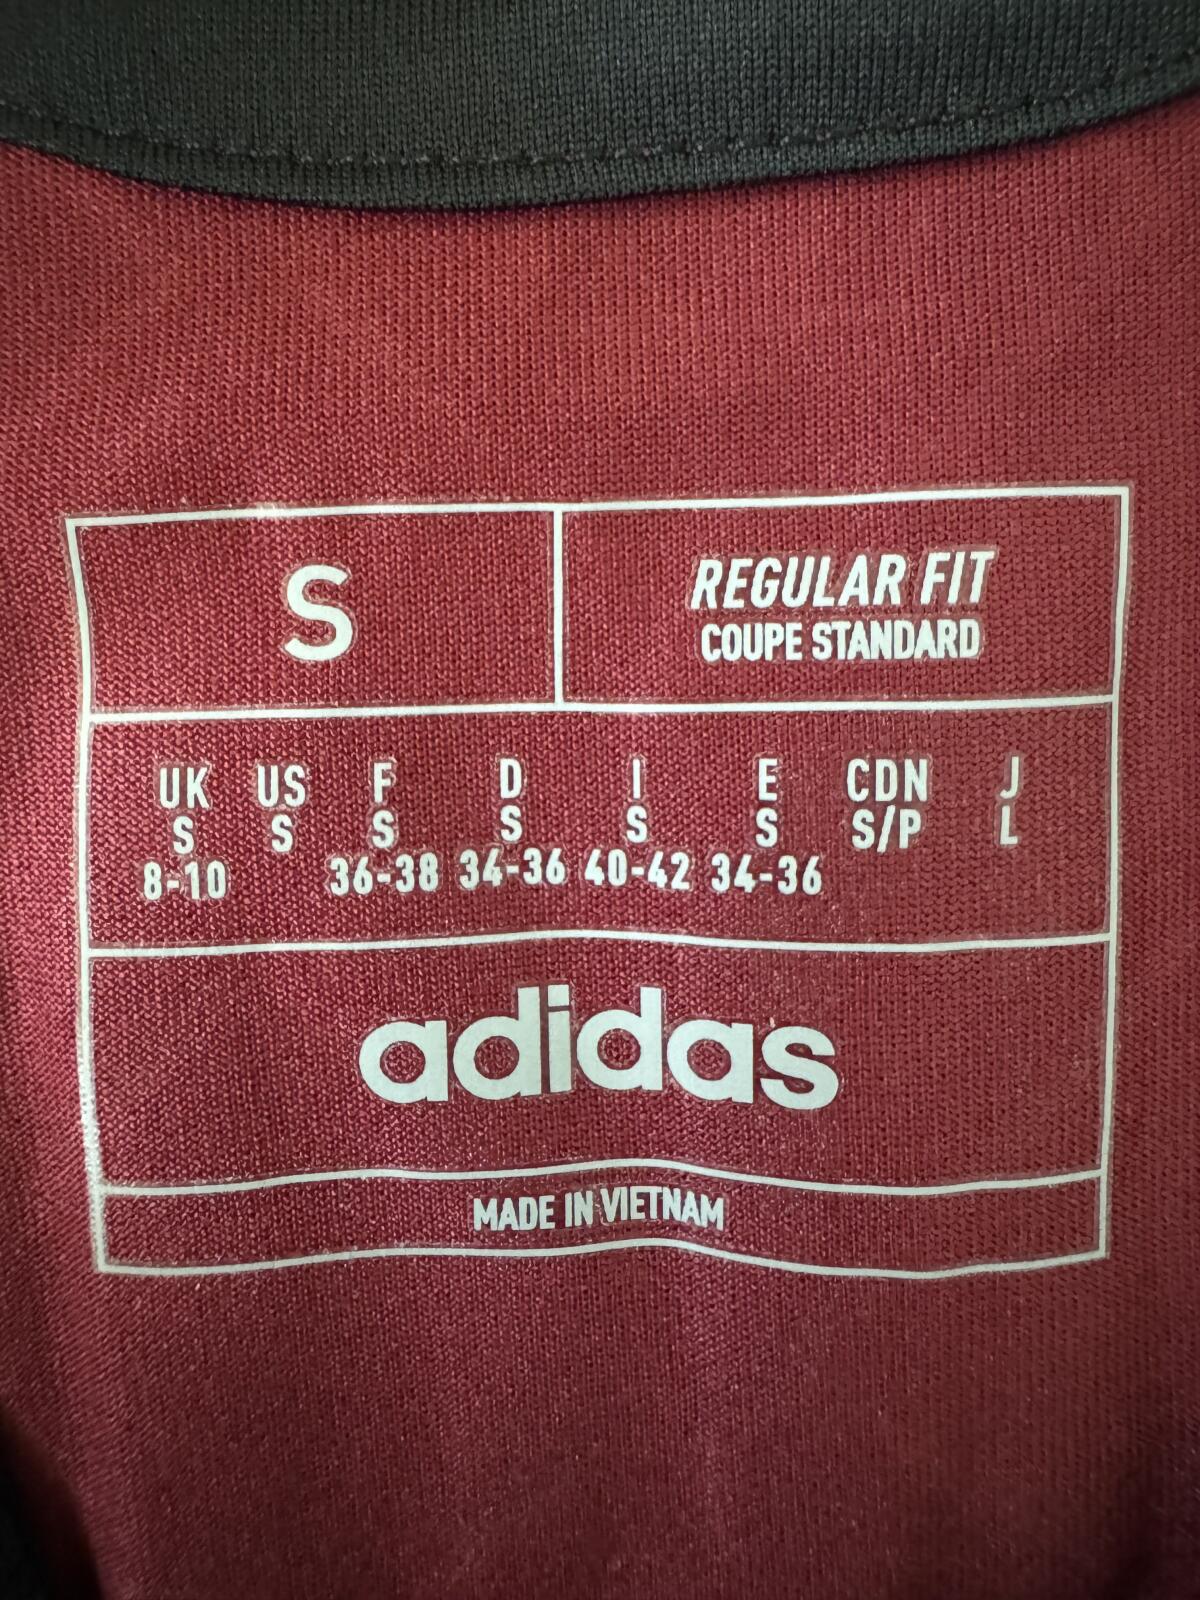 S
REGULAR FIT
COUPE STANDARD
UK US F D I E CDN J
S S S S S S S/P L
8-10 36-38 34-36 40-42 34-36
adidas
MADE IN VIETNAM